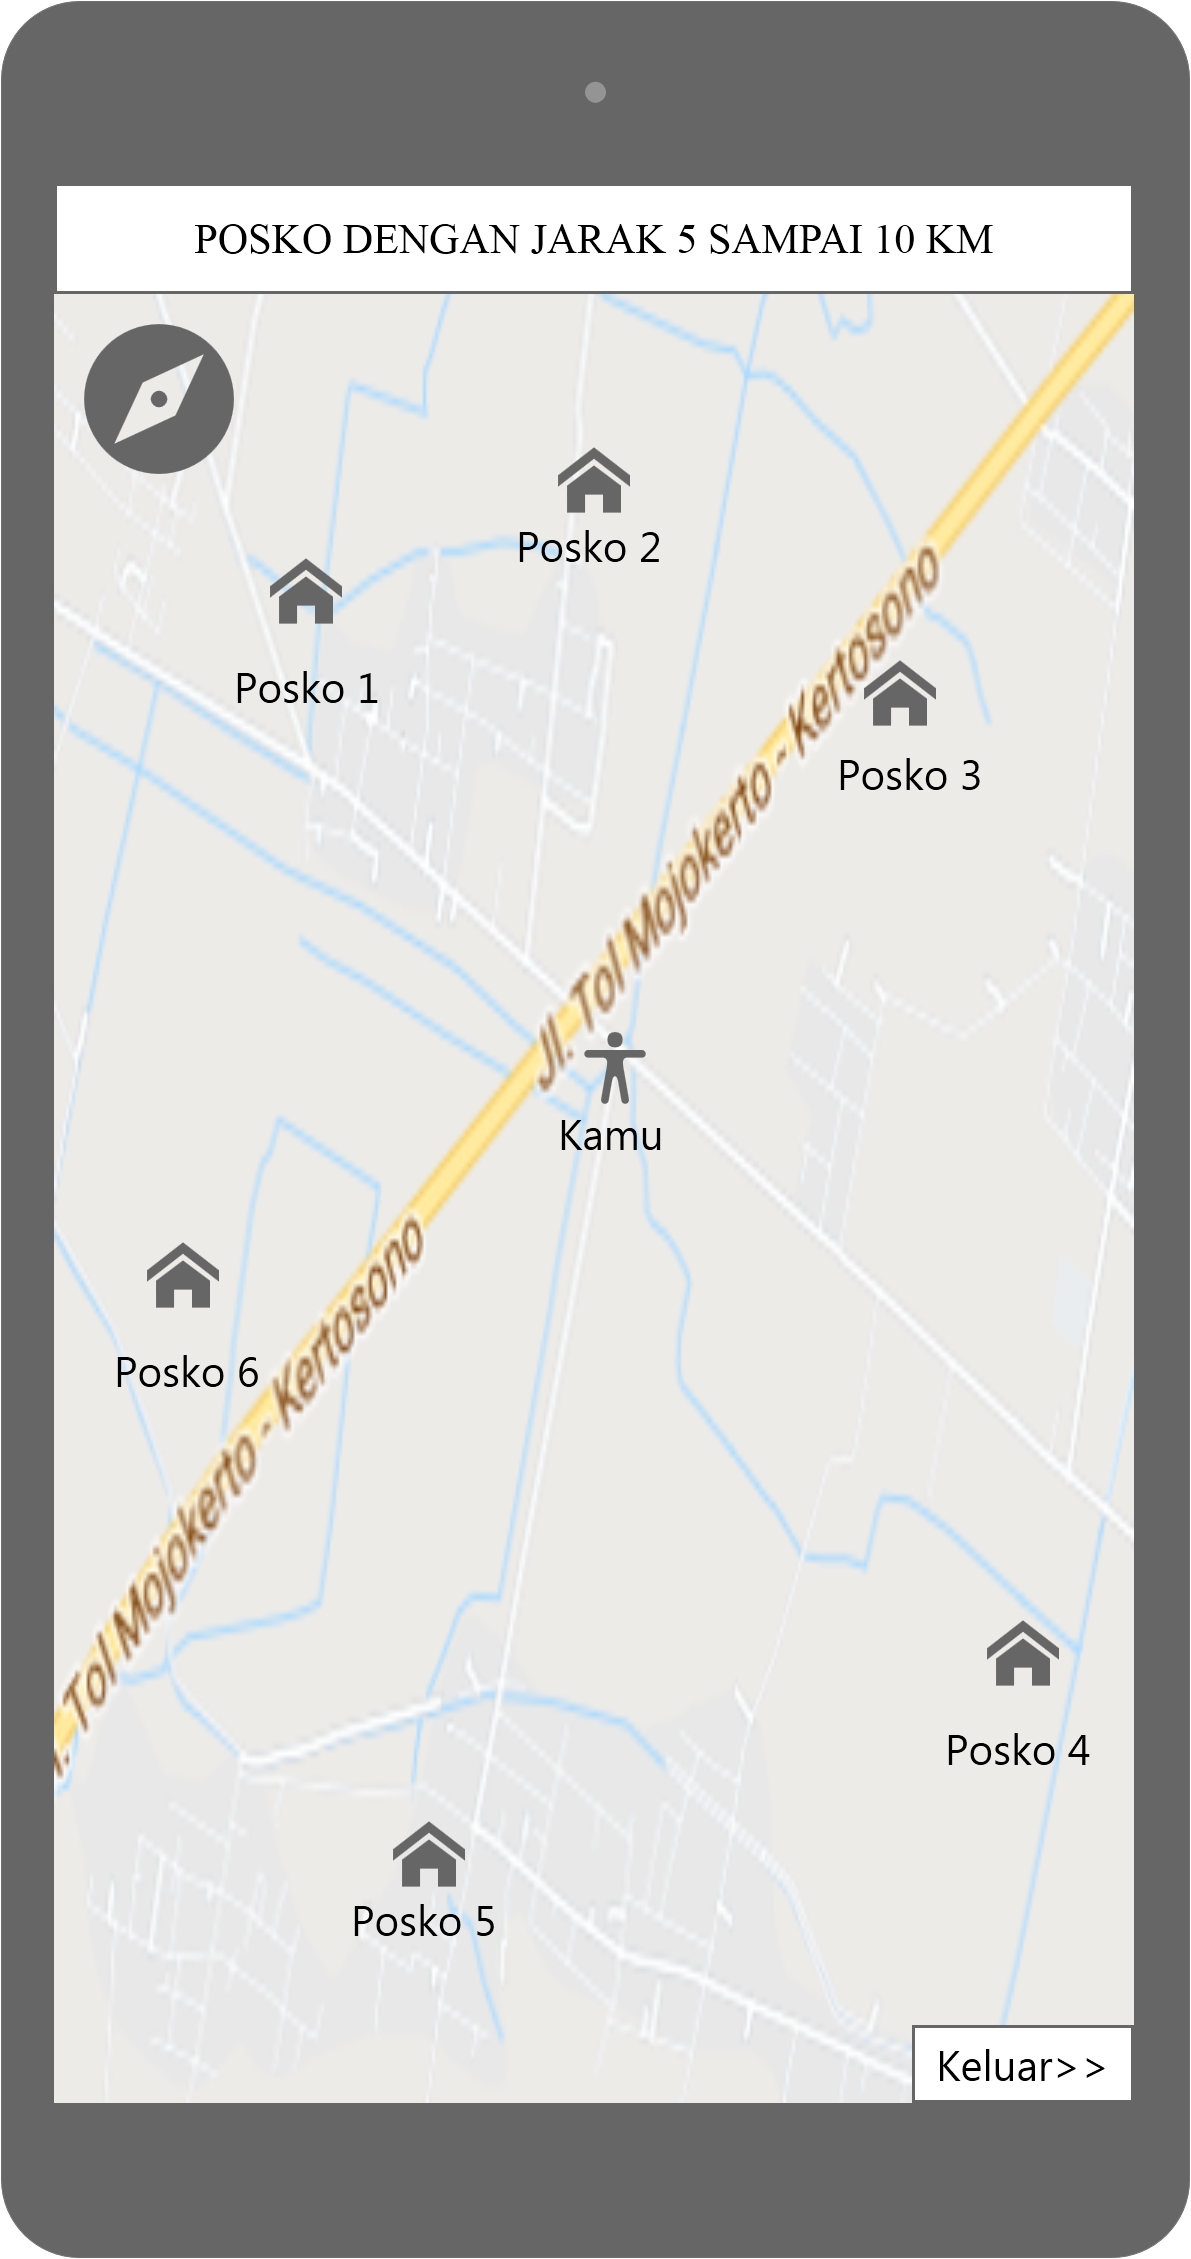 POSKO DENGAN JARAK 5 SAMPAI 10 KM
Posko 2
Posko 1
Jl. Tol Mojokerto - Kertosono
Posko 3
Kamu
Posko 6
Tol Mojokerto - Kertosono
Posko 4
Posko 5
Keluar>>